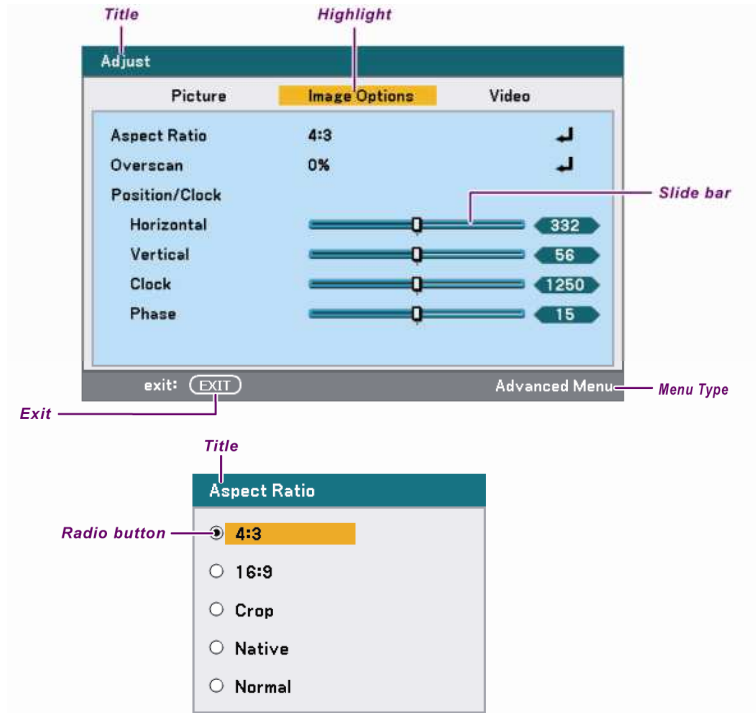 Title Highlight
Adjust
Picture Image Options Video
Aspect Ratio 4:3
Overscan 0%
Position/Clock
Slide bar
Horizontal 332
Vertical 56
Clock 1250
Phase 15
exit: EXIT Advanced Menu
Menu Type
Exit
Title
Aspect Ratio
Radio button
4:3
16:9
Crop
Native
Normal